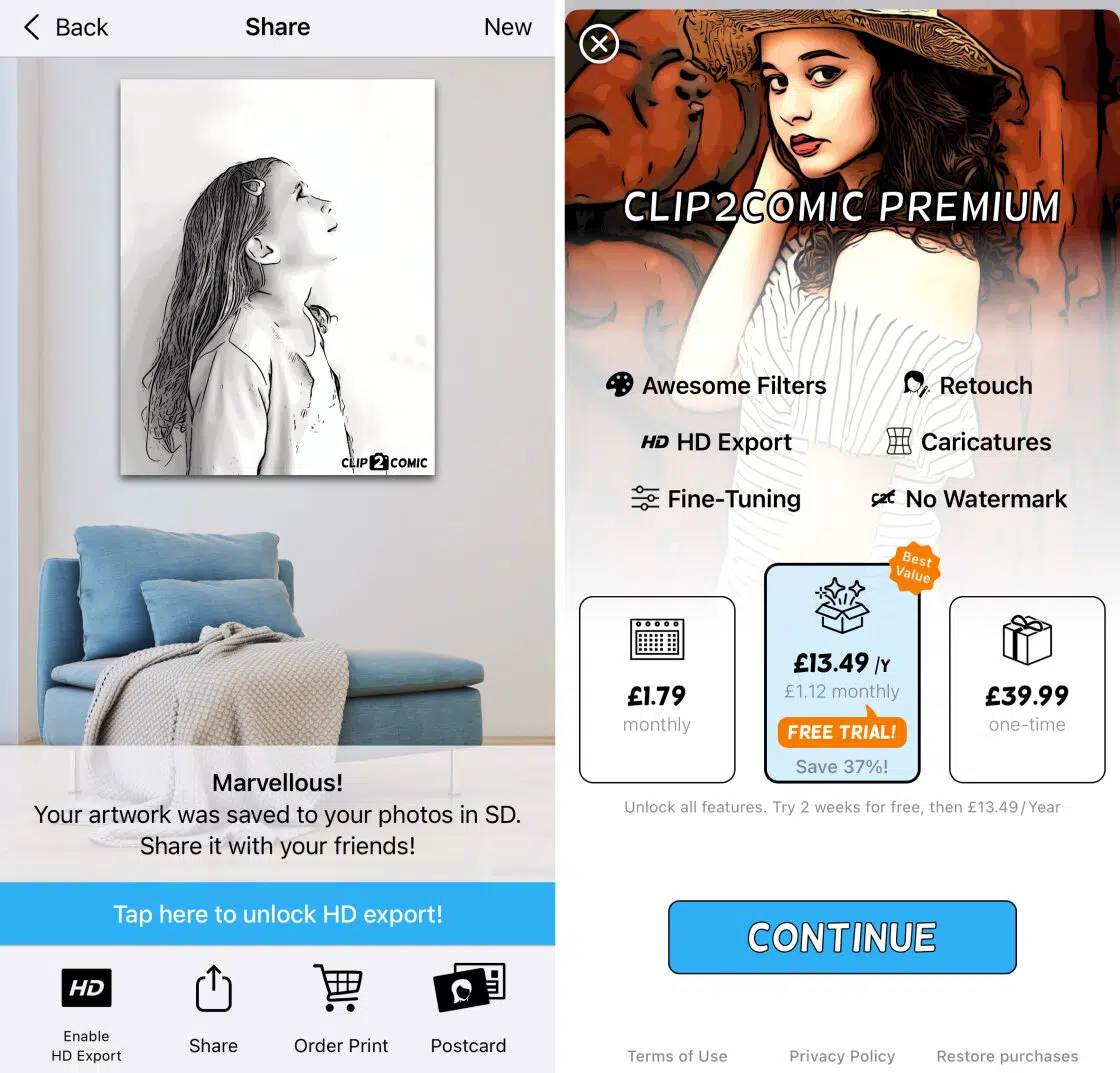 Back
Share
New
CLIP2COMIC
Marvellous!
Your artwork was saved to your photos in SD.
Share it with your friends!
Tap here to unlock HD export!
HD
Enable
HD Export
Share
Order Print
Postcard
CLIP2COMIC PREMIUM
Awesome Filters
Retouch
HD HD Export
Caricatures
Fine-Tuning
c2c No Watermark
Best
Value
£1.79
monthly
£13.49 /Y
£1.12 monthly
FREE TRIAL!
Save 37%!
£39.99
one-time
Unlock all features. Try 2 weeks for free, then £13.49/Year
CONTINUE
Terms of Use
Privacy Policy
Restore purchases